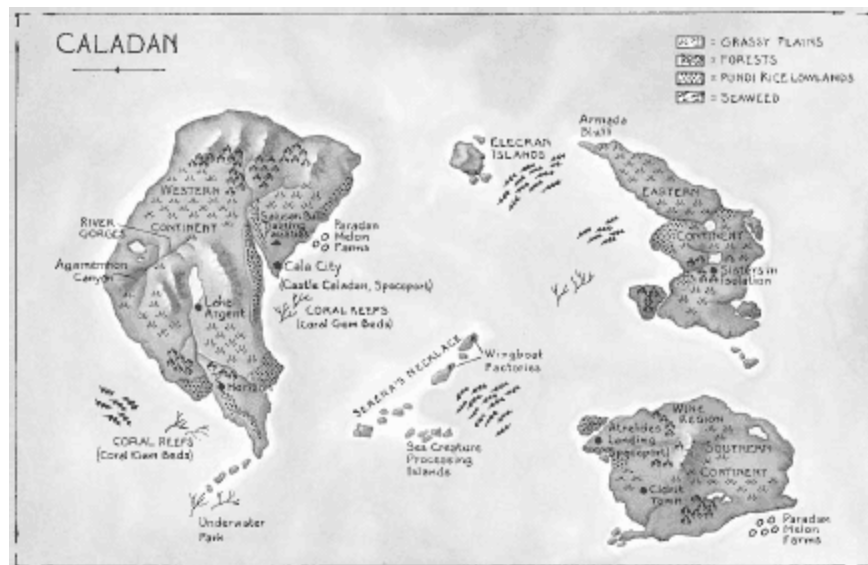 CALADAN
= GRASSY PLAINS
= FORESTS
= PUNDI RICE LOWLANDS
= SEAWEED
Armada
Bluff
ELECRAN
ISLANDS
WESTERN
CONTINENT
EASTERN
CONTINENT
RIVER
GORGES
Agamemnon
Canyon
Paradan
Melon
Farms
Cala City
(Castle Caladan, Spaceport)
CORAL REEFS
(Coral Gem Beds)
Sisters in
Isolation
Lake
Argent
SERENA'S NECKLACE
Wingboat
Factories
CORAL REEFS
(Coral Gem Beds)
Sea Creature
Processing
Islands
Underwater
Park
WINE
REGION
Atreides
Landing
(Spaceport)
SOUTHERN
CONTINENT
Town
Paradan
Melon
Farms